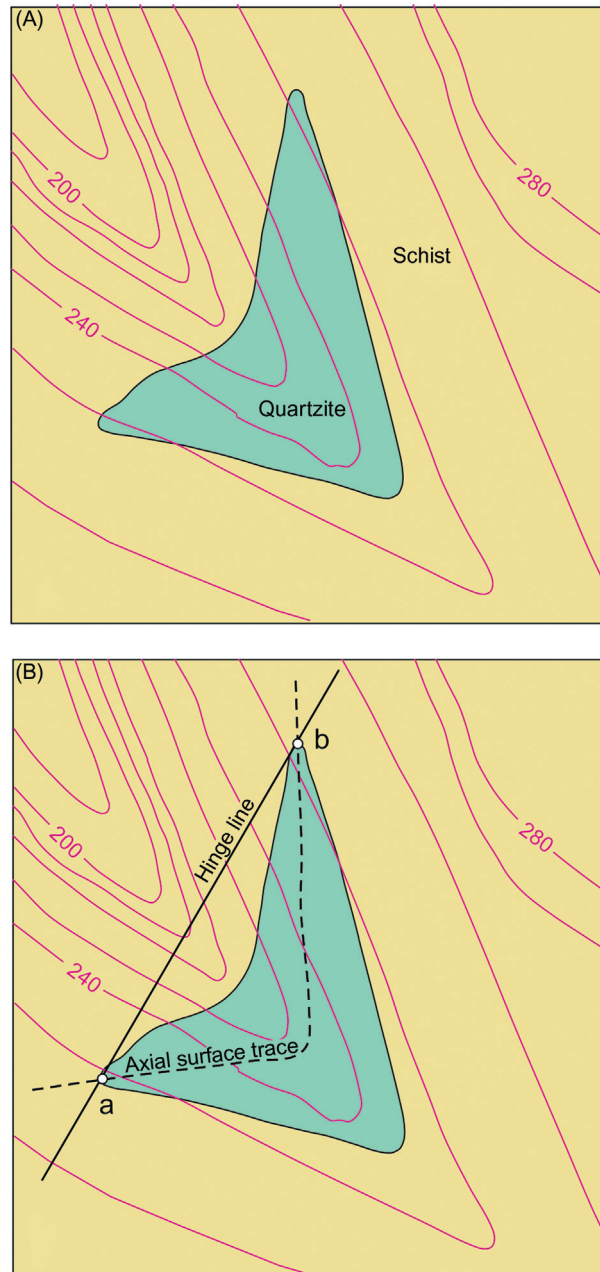 (A)
280
200
Schist
240
Quartzite
(B)
b
Hinge line
280
200
240
Axial surface trace
a